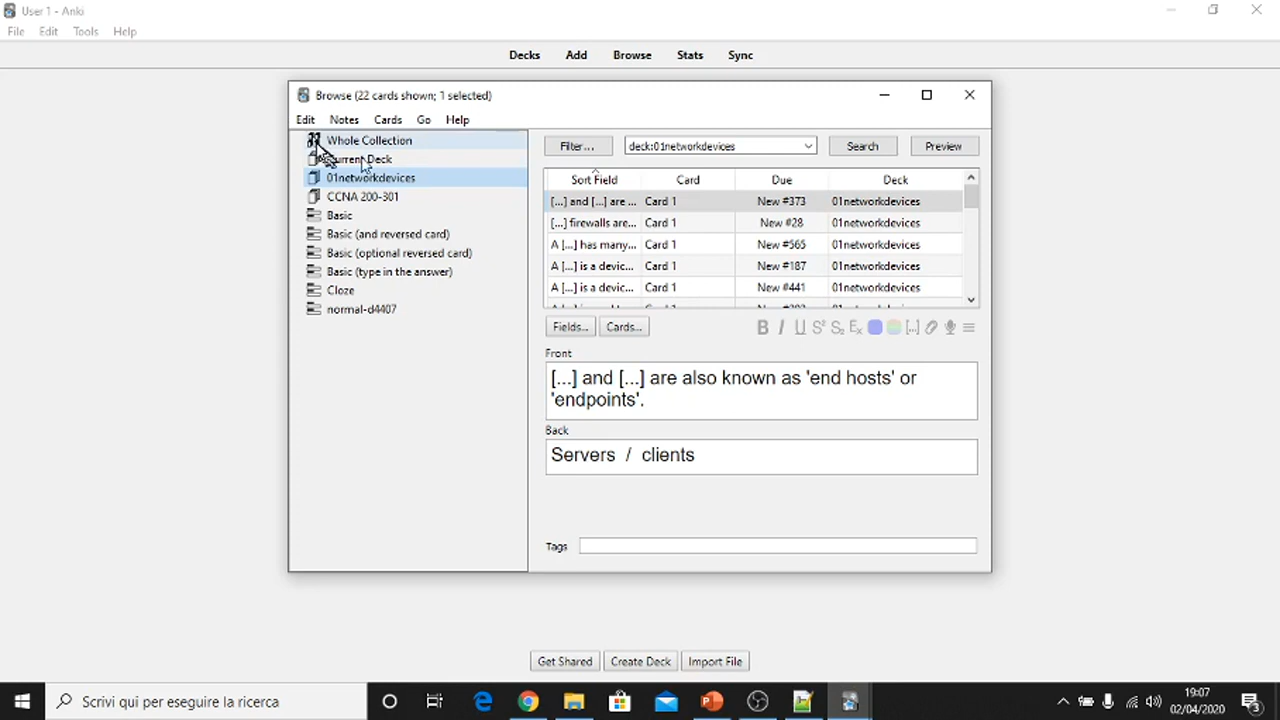 User 1 - Anki
File Edit Tools Help
Decks Add Browse Stats Sync
Browse (22 cards shown; 1 selected)
Edit Notes Cards Go Help
Whole Collection
Current Deck
01networkdevices
CCNA 200-301
Basic
Basic (and reversed card)
Basic (optional reversed card)
Basic (type in the answer)
Cloze
normal-d4407
Filter... deck:01networkdevices Search Preview
Sort Field Card Due Deck
[...] and [...] are ... Card 1 New #373 01networkdevices
[...] firewalls are... Card 1 New #28 01networkdevices
A [...] has many... Card 1 New #565 01networkdevices
A [...] is a devic... Card 1 New #187 01networkdevices
A [...] is a devic... Card 1 New #441 01networkdevices
Fields... Cards...
Front
[...] and [...] are also known as 'end hosts' or
'endpoints'.
Back
Servers / clients
Tags
Get Shared Create Deck Import File
Scrivi qui per eseguire la ricerca
19:07
02/04/2020
3